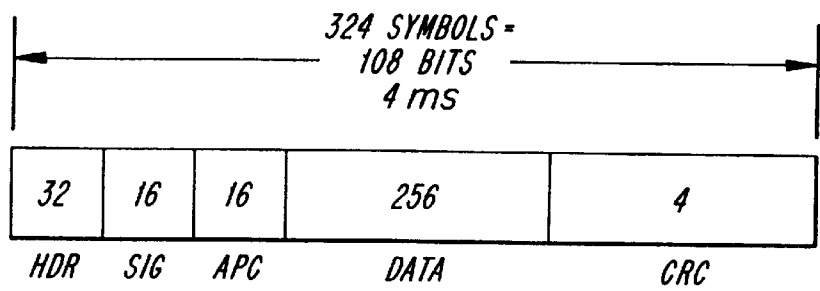 324 SYMBOLS =
108 BITS
4 ms
32 16 16 256 4
HDR SIG APC DATA CRC